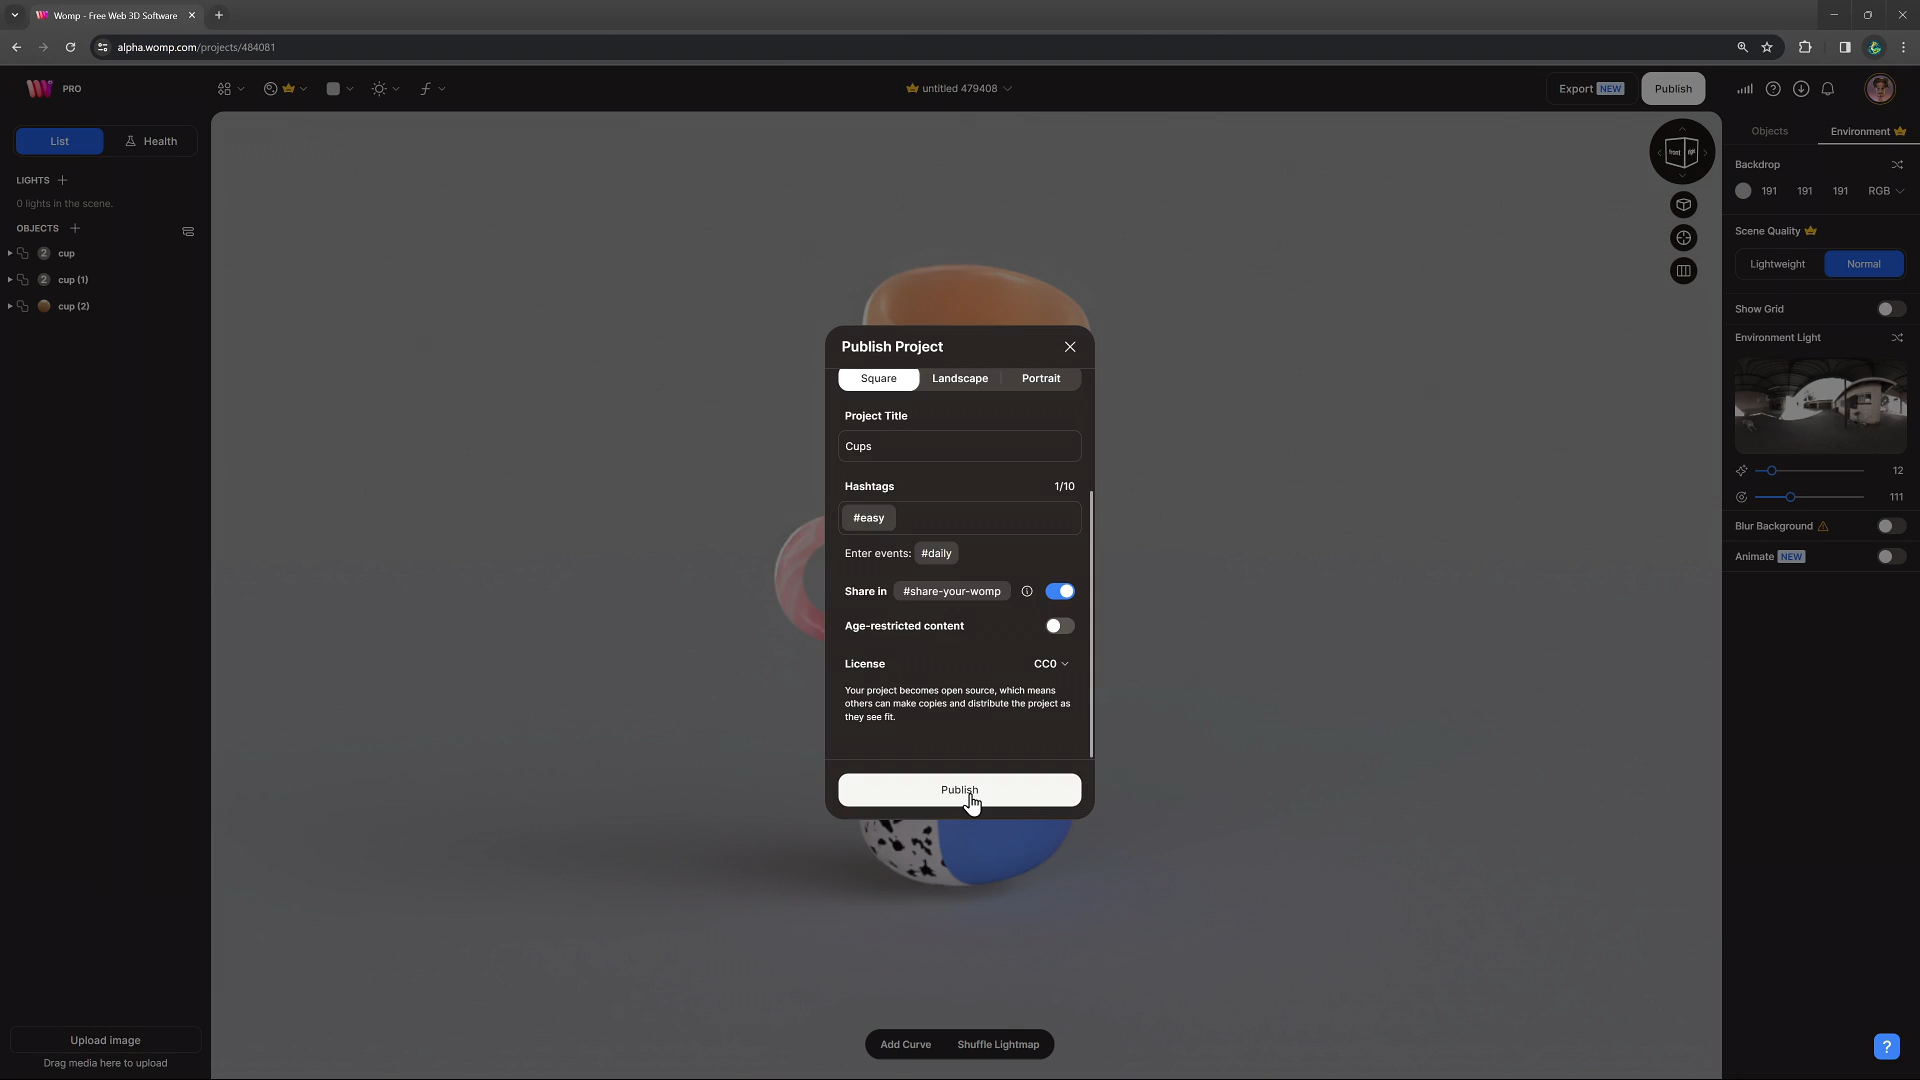 Womp - Free Web 3D Software
alpha.womp.com/projects/484081
PRO
untitled 479408
Export NEW
Publish
List
Health
LIGHTS
0 lights in the scene.
OBJECTS
2 cup
2 cup (1)
cup (2)
Upload image
Drag media here to upload
front
Publish Project
Square
Landscape
Portrait
Project Title
Cups
Hashtags
1/10
#easy
Enter events: #daily
Share in #share-your-womp
Age-restricted content
License
CC0
Your project becomes open source, which means
others can make copies and distribute the project as
they see fit.
Publish
Add Curve
Shuffle Lightmap
Objects
Environment
Backdrop
191 191 191 RGB
Scene Quality
Lightweight
Normal
Show Grid
Environment Light
12
111
Blur Background
Animate NEW
?